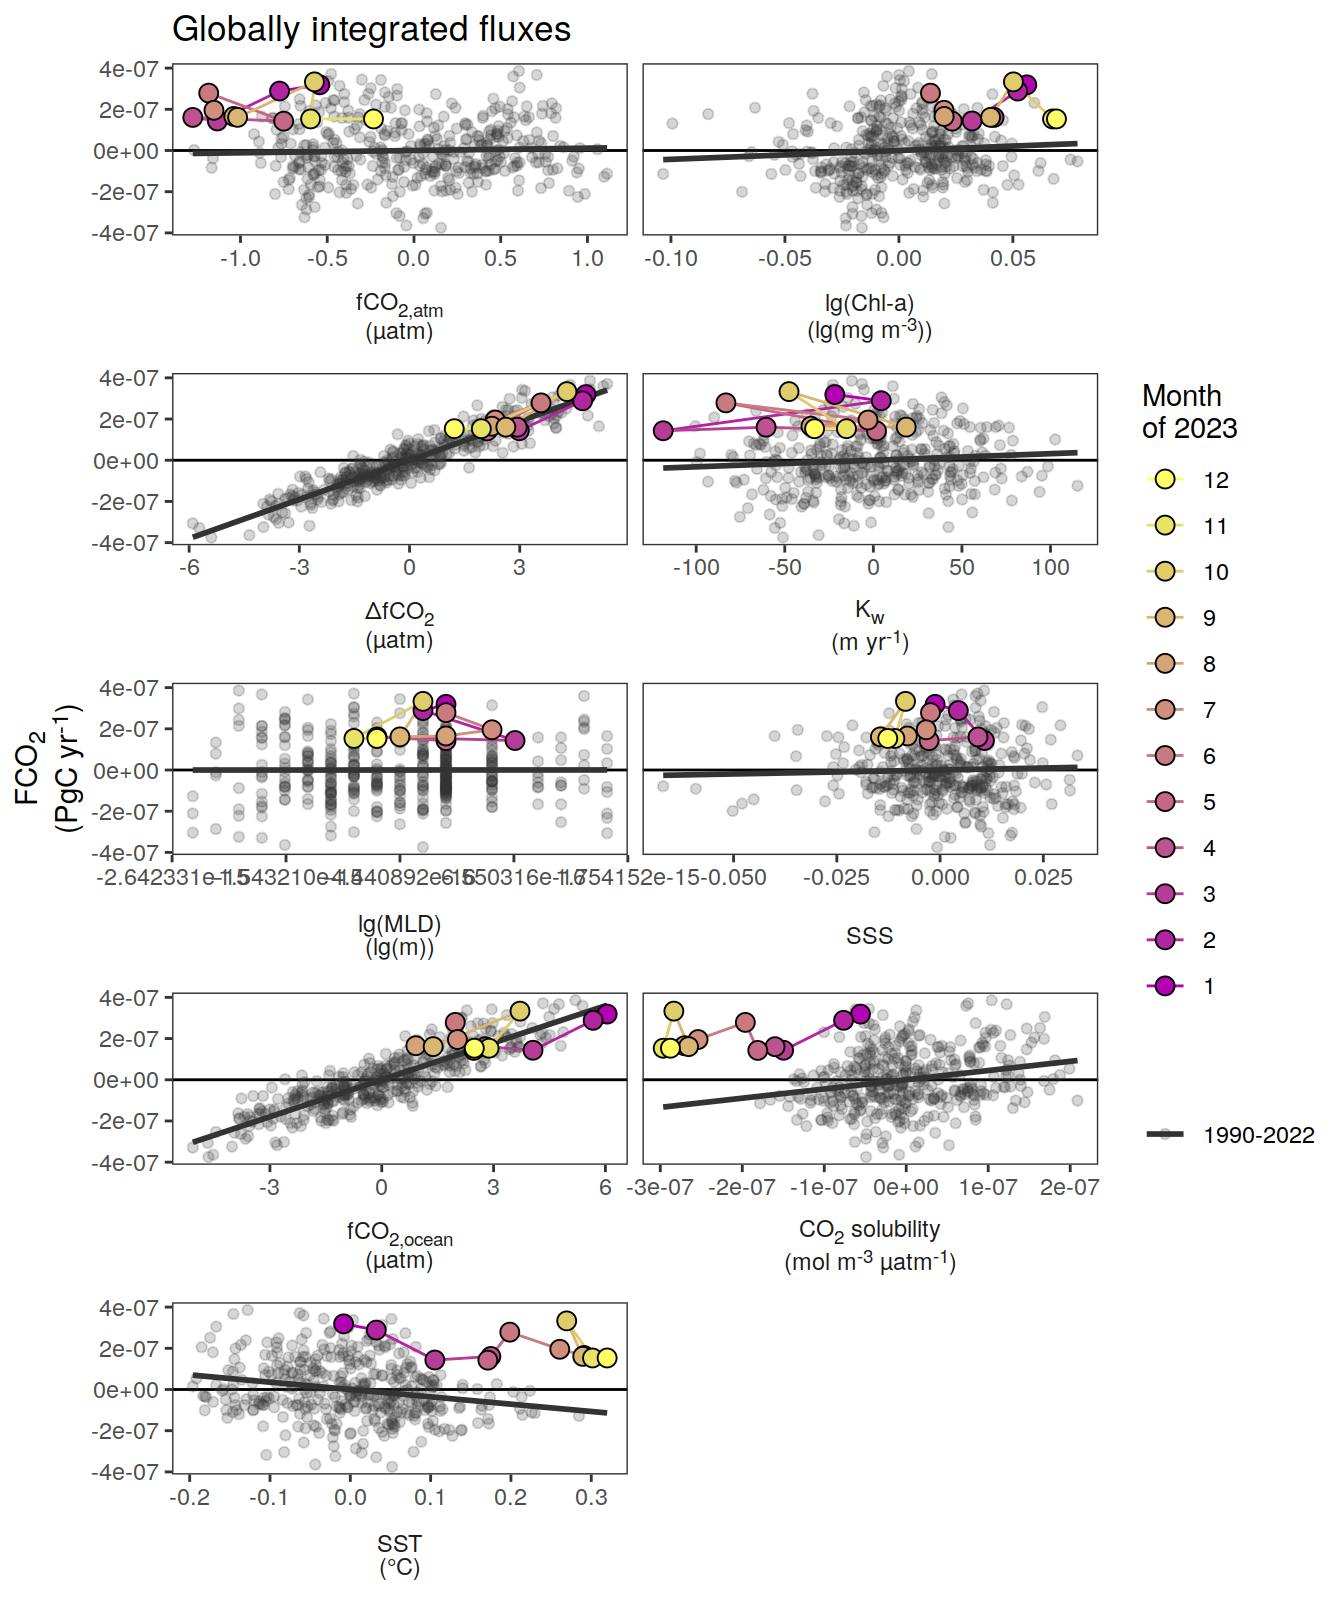 Globally integrated fluxes
4e-07
2e-07
0e+00
-2e-07
-4e-07
-1.0 -0.5 0.0 0.5 1.0
-0.10 -0.05 0.00 0.05
fCO2,atm
(µatm)
lg(Chl-a)
(lg(mg m-3))
4e-07
2e-07
0e+00
-2e-07
-4e-07
-6 -3 0 3
-100 -50 0 50 100
ΔfCO2
(µatm)
Kw
(m yr-1)
FCO2
(PgC yr-1)
4e-07
2e-07
0e+00
-2e-07
-4e-07
-0.050 -0.025 0.000 0.025
lg(MLD)
(lg(m))
SSS
4e-07
2e-07
0e+00
-2e-07
-4e-07
-3 0 3 6
-3e-07 -2e-07 -1e-07 0e+00 1e-07 2e-07
fCO2,ocean
(µatm)
CO2 solubility
(mol m-3 µatm-1)
4e-07
2e-07
0e+00
-2e-07
-4e-07
-0.2 -0.1 0.0 0.1 0.2 0.3
SST
(°C)
Month
of 2023
12
11
10
9
8
7
6
5
4
3
2
1
1990-2022